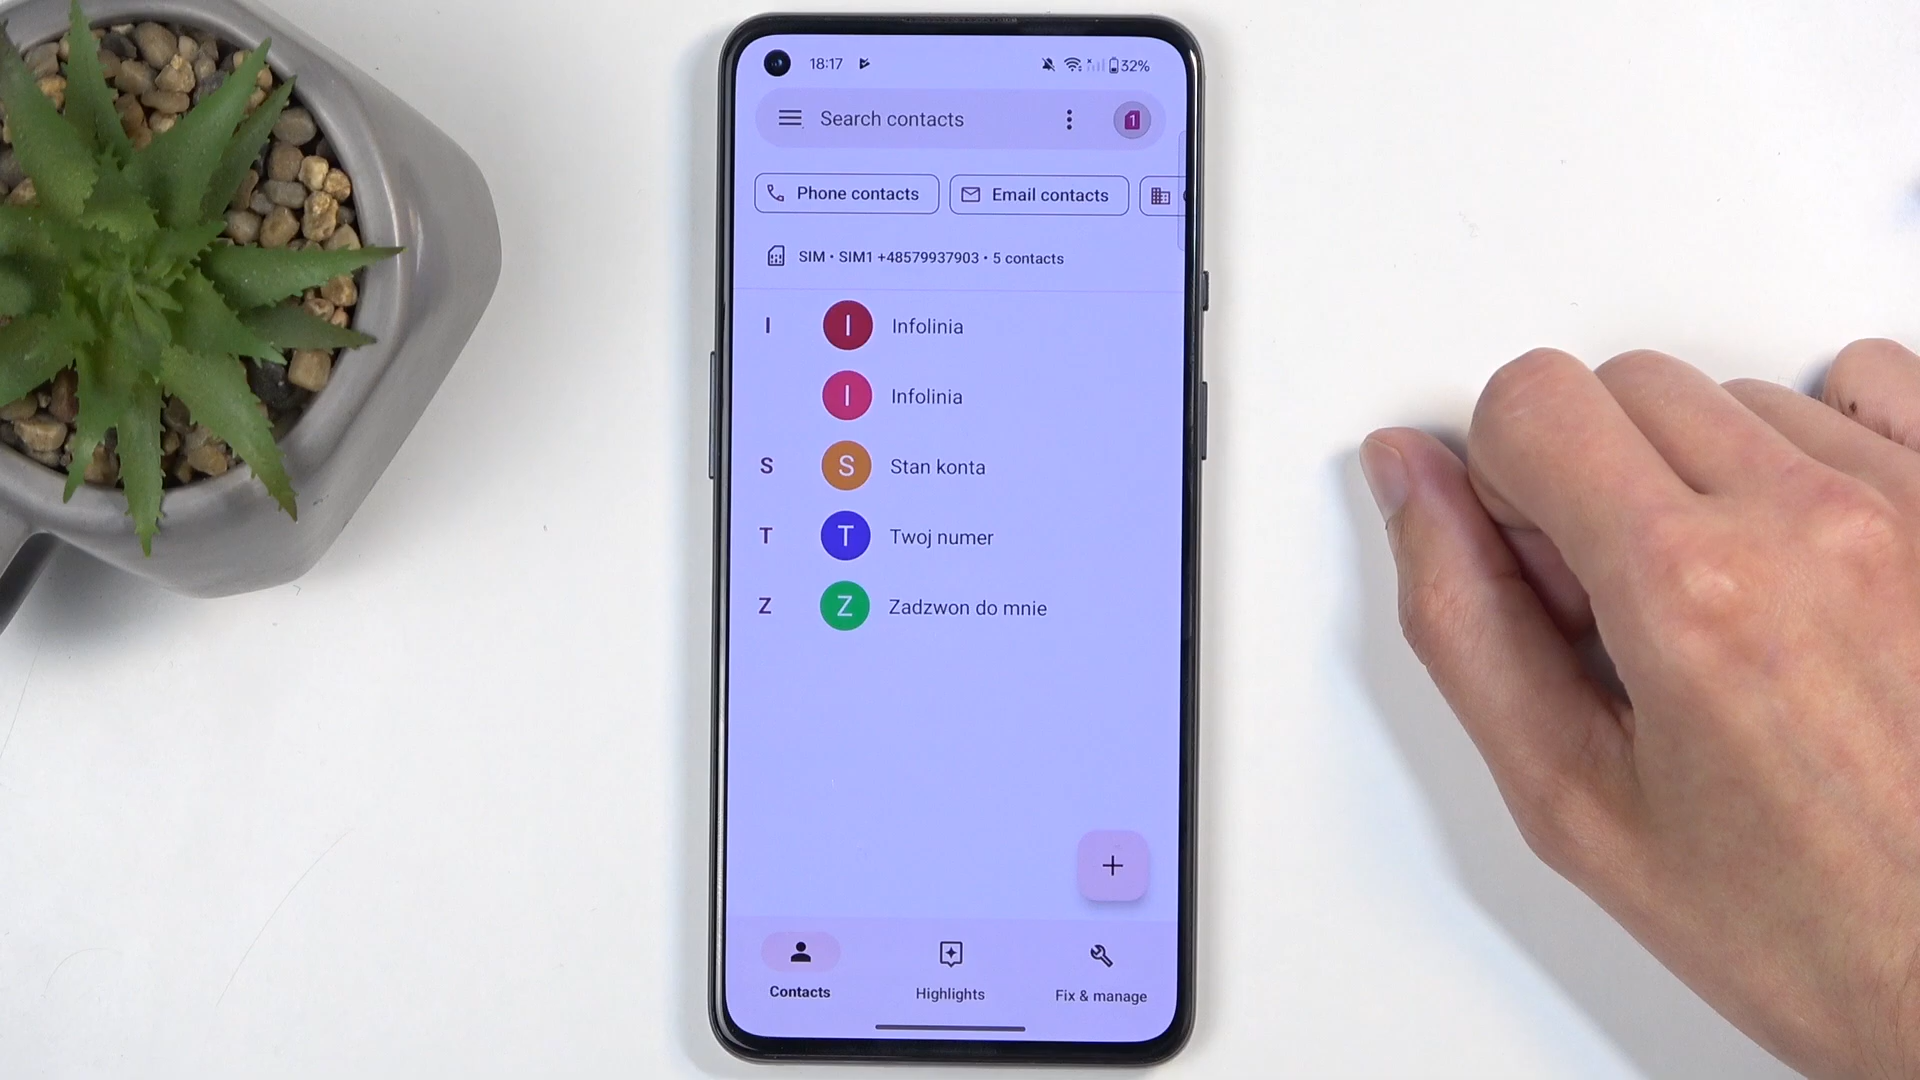 18:17 32%
Search contacts 1
Phone contacts Email contacts
SIM • SIM1 +48579937903 • 5 contacts
I I Infolinia
I Infolinia
S S Stan konta
T T Twoj numer
Z Z Zadzwon do mnie
+
Contacts Highlights Fix & manage